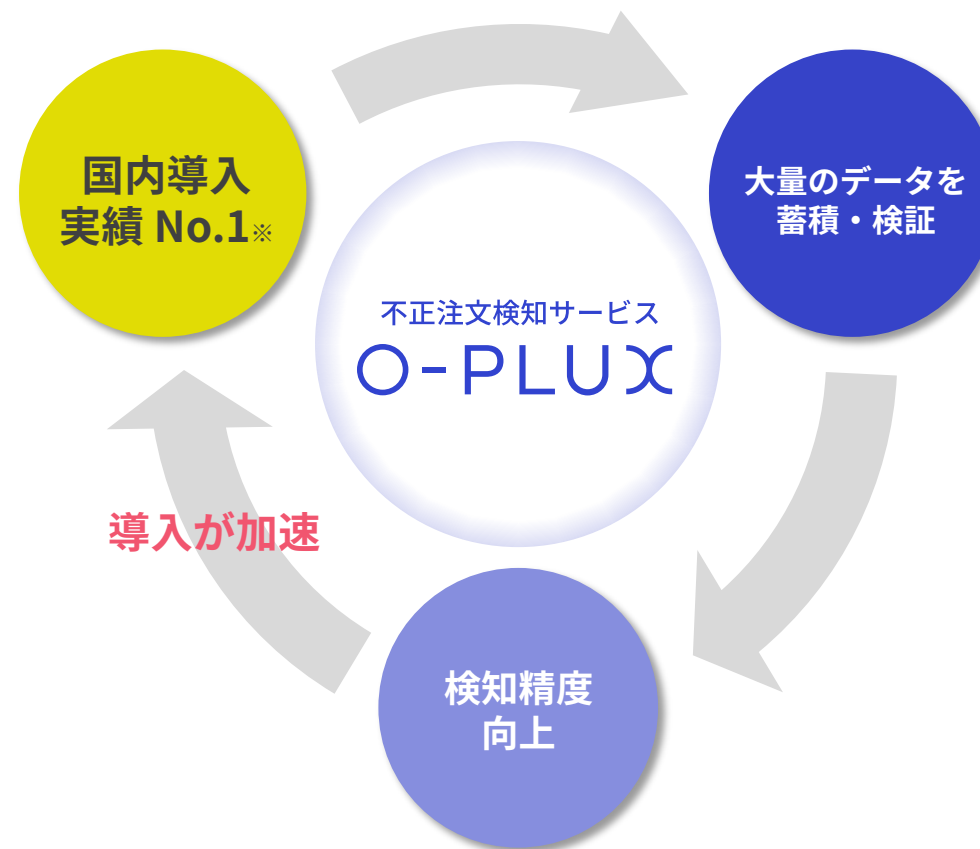 国内導入
実績 No.1※
大量のデータを
蓄積・検証
不正注文検知サービス
O-PLUX
導入が加速
検知精度
向上